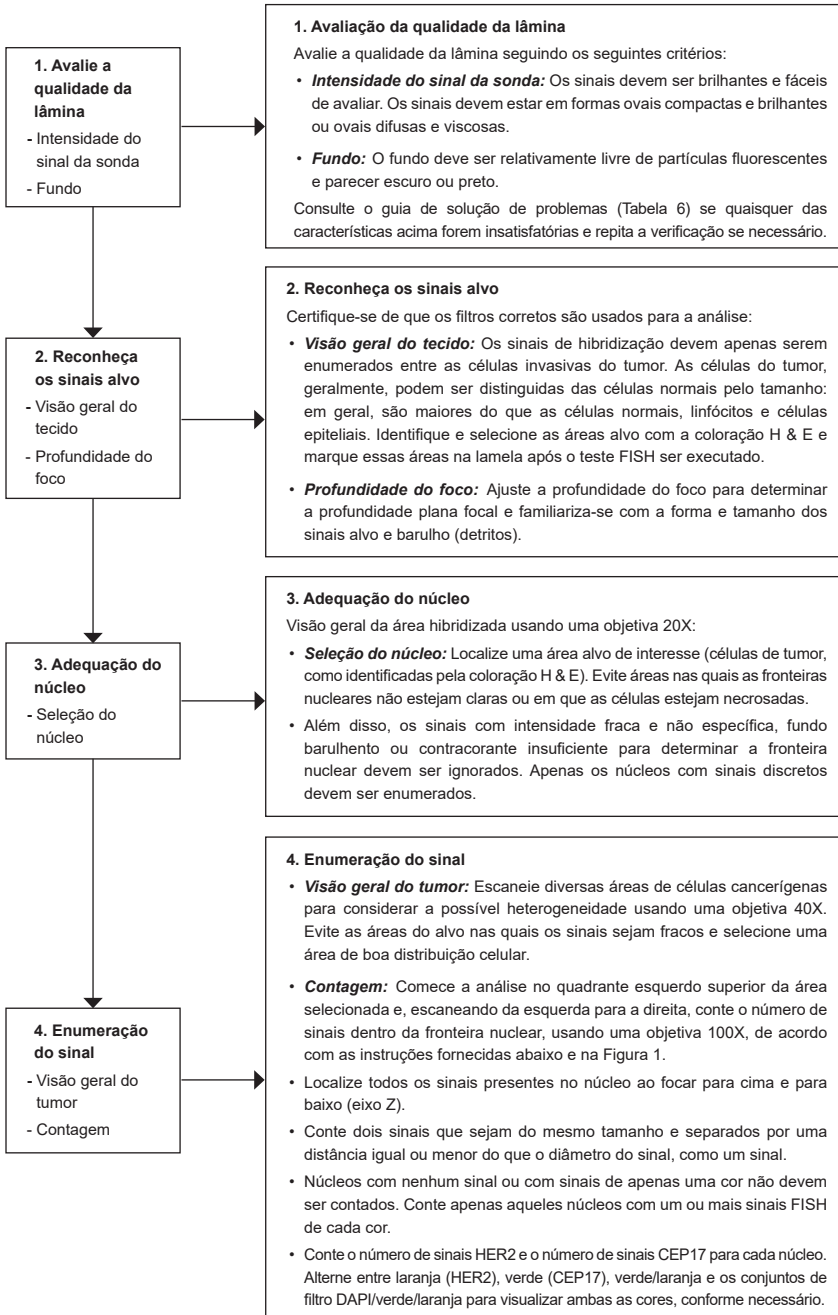 1. Avalie a
qualidade da
lâmina
- Intensidade do
sinal da sonda
- Fundo
1. Avaliação da qualidade da lâmina
Avalie a qualidade da lâmina seguindo os seguintes critérios:
• Intensidade do sinal da sonda: Os sinais devem ser brilhantes e fáceis
de avaliar. Os sinais devem estar em formas ovais compactas e brilhantes
ou ovais difusas e viscosas.
• Fundo: O fundo deve ser relativamente livre de partículas fluorescentes
e parecer escuro ou preto.
Consulte o guia de solução de problemas (Tabela 6) se quaisquer das
características acima forem insatisfatórias e repita a verificação se necessário.
2. Reconheça
os sinais alvo
- Visão geral do
tecido
- Profundidade do
foco
2. Reconheça os sinais alvo
Certifique-se de que os filtros corretos são usados para a análise:
• Visão geral do tecido: Os sinais de hibridização devem apenas serem
enumerados entre as células invasivas do tumor. As células do tumor,
geralmente, podem ser distinguidas das células normais pelo tamanho:
em geral, são maiores do que as células normais, linfócitos e células
epiteliais. Identifique e selecione as áreas alvo com a coloração H & E e
marque essas áreas na lamela após o teste FISH ser executado.
• Profundidade do foco: Ajuste a profundidade do foco para determinar
a profundidade plana focal e familiariza-se com a forma e tamanho dos
sinais alvo e barulho (detritos).
3. Adequação do
núcleo
- Seleção do
núcleo
3. Adequação do núcleo
Visão geral da área hibridizada usando uma objetiva 20X:
• Seleção do núcleo: Localize uma área alvo de interesse (células de tumor,
como identificadas pela coloração H & E). Evite áreas nas quais as fronteiras
nucleares não estejam claras ou em que as células estejam necrosadas.
• Além disso, os sinais com intensidade fraca e não específica, fundo
barulhento ou contracorante insuficiente para determinar a fronteira
nuclear devem ser ignorados. Apenas os núcleos com sinais discretos
devem ser enumerados.
4. Enumeração
do sinal
- Visão geral do
tumor
- Contagem
4. Enumeração do sinal
• Visão geral do tumor: Escaneie diversas áreas de células cancerígenas
para considerar a possível heterogeneidade usando uma objetiva 40X.
Evite as áreas do alvo nas quais os sinais sejam fracos e selecione uma
área de boa distribuição celular.
• Contagem: Comece a análise no quadrante esquerdo superior da área
selecionada e, escaneando da esquerda para a direita, conte o número de
sinais dentro da fronteira nuclear, usando uma objetiva 100X, de acordo
com as instruções fornecidas abaixo e na Figura 1.
• Localize todos os sinais presentes no núcleo ao focar para cima e para
baixo (eixo Z).
• Conte dois sinais que sejam do mesmo tamanho e separados por uma
distância igual ou menor do que o diâmetro do sinal, como um sinal.
• Núcleos com nenhum sinal ou com sinais de apenas uma cor não devem
ser contados. Conte apenas aqueles núcleos com um ou mais sinais FISH
de cada cor.
• Conte o número de sinais HER2 e o número de sinais CEP17 para cada núcleo.
Alterne entre laranja (HER2), verde (CEP17), verde/laranja e os conjuntos de
filtro DAPI/verde/laranja para visualizar ambas as cores, conforme necessário.